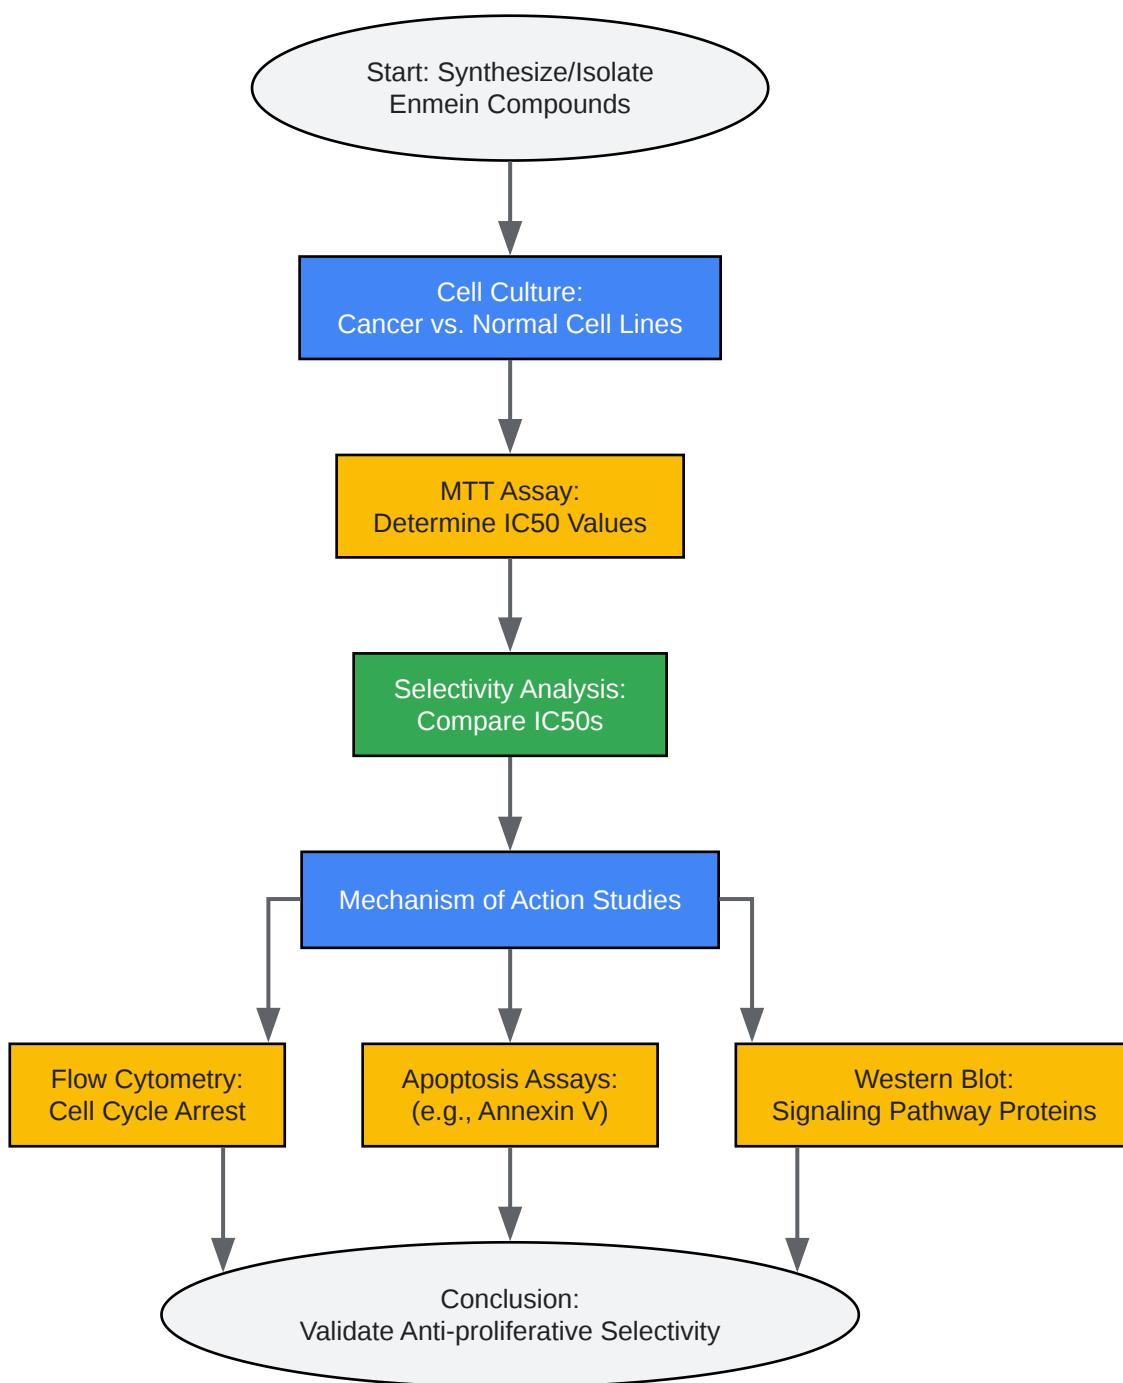 Start: Synthesize/Isolate
Enmein Compounds
Cell Culture:
Cancer vs. Normal Cell Lines
MTT Assay:
Determine IC50 Values
Selectivity Analysis:
Compare IC50s
Mechanism of Action Studies
Flow Cytometry:
Cell Cycle Arrest
Apoptosis Assays:
(e.g., Annexin V)
Western Blot:
Signaling Pathway Proteins
Conclusion:
Validate Anti-proliferative Selectivity